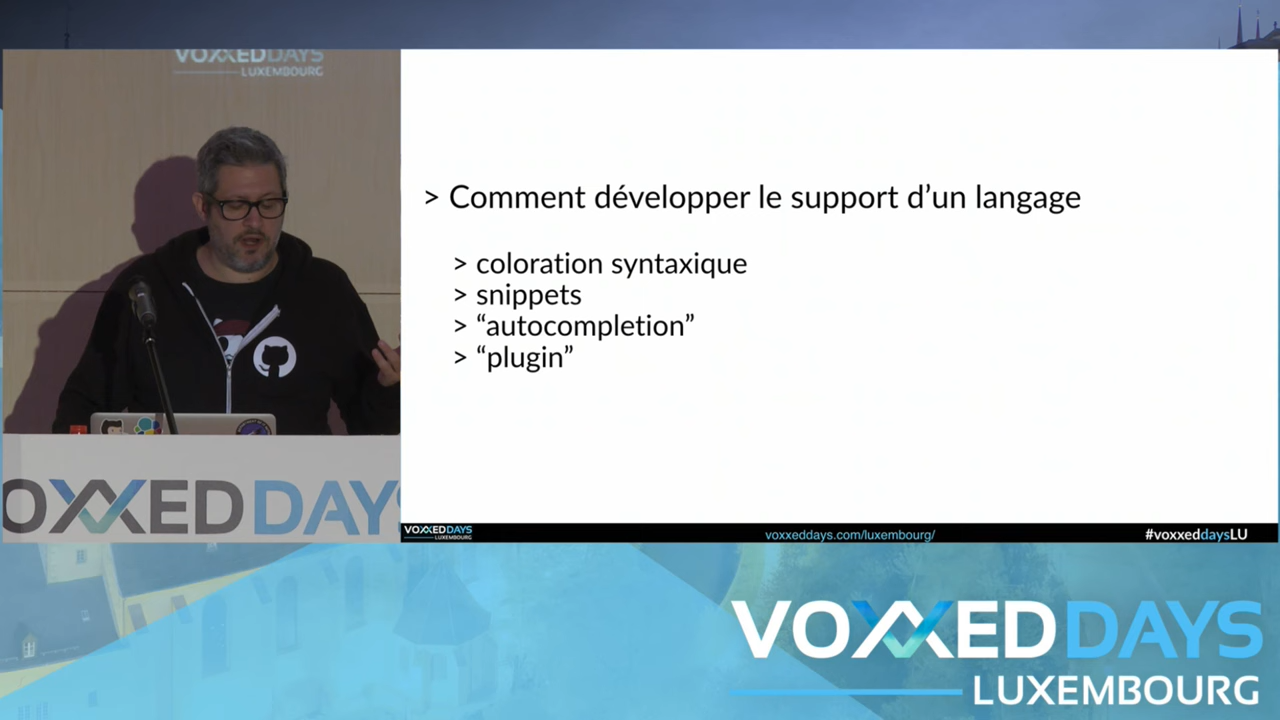 VOXXEDDAYS
LUXEMBOURG
> Comment développer le support d’un langage
> coloration syntaxique
> snippets
> “autocompletion”
> “plugin”
OXXEDDAYS
VOXXEDDAYS
LUXEMBOURG
voxxeddays.com/luxembourg/
#voxxeddaysLU
VOXXEDDAYS
LUXEMBOURG